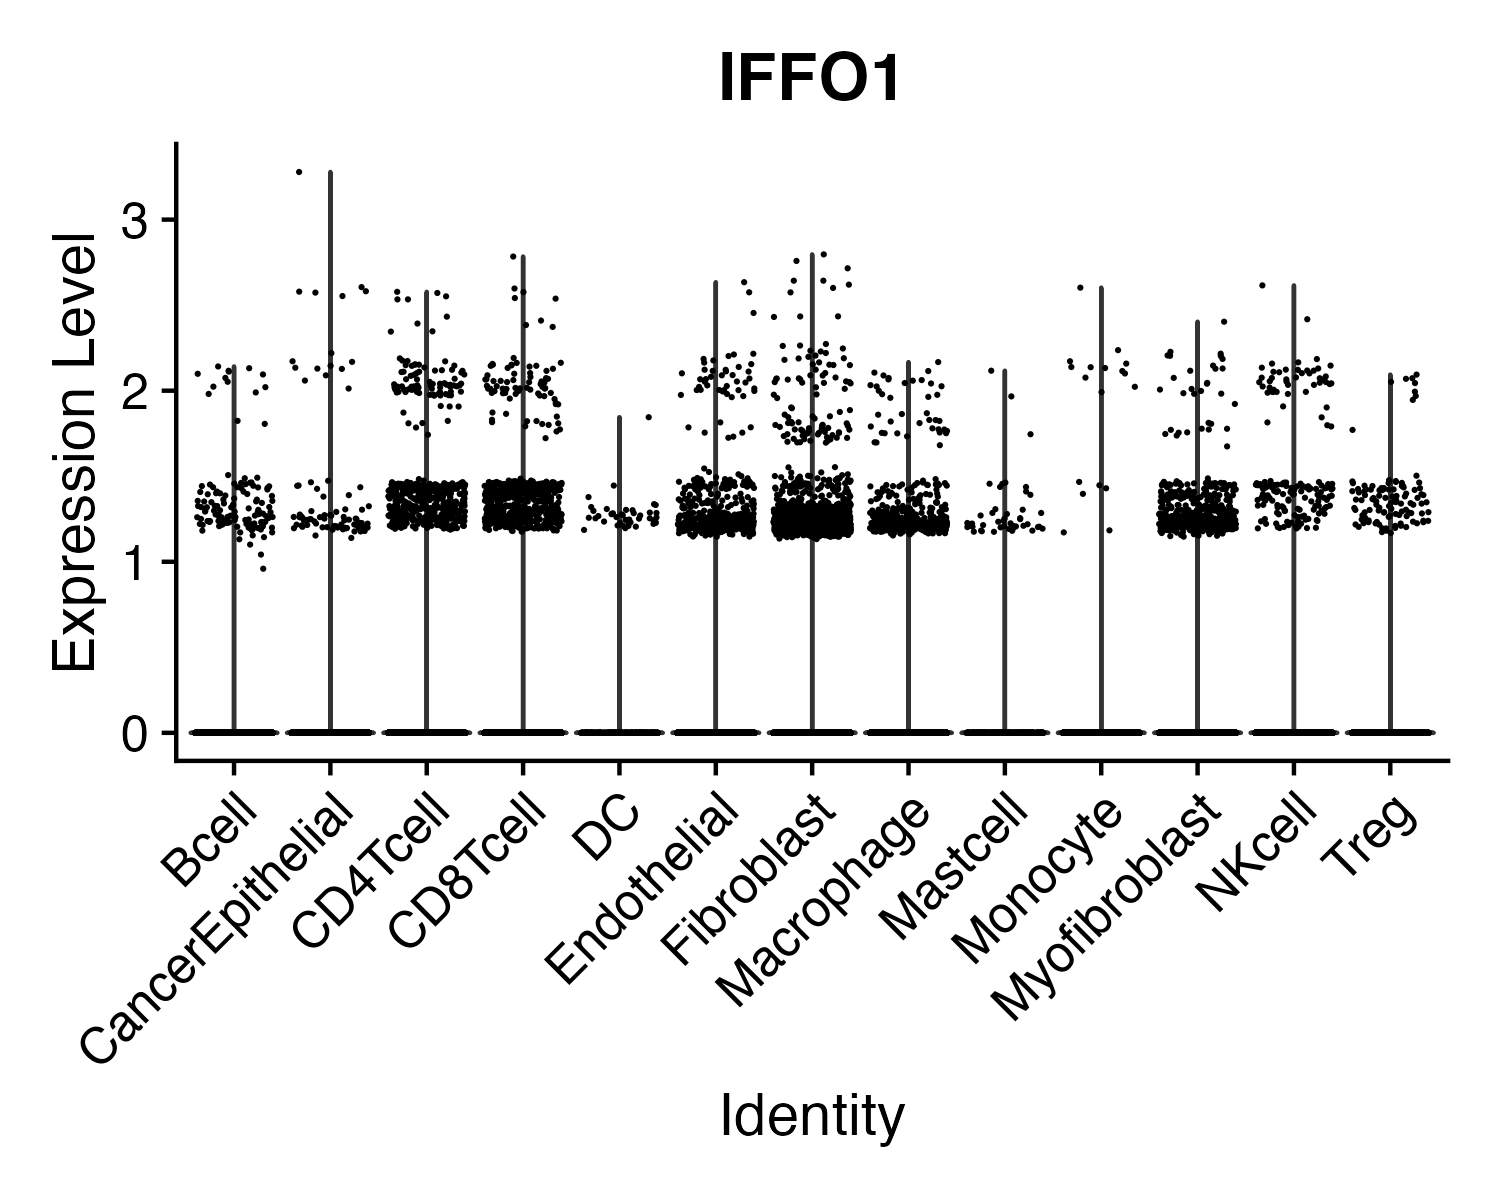 IFFO1
Expression Level
3
2
1
0
Bcell
CancerEpithelial
CD4Tcell
CD8Tcell
DC
Endothelial
Fibroblast
Macrophage
Mastcell
Monocyte
Myofibroblast
NKcell
Treg
Identity